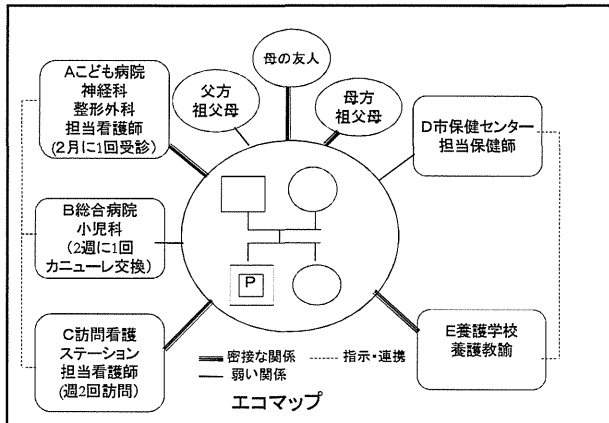 Aこども病院
神経科
整形外科
担当看護師
(2月に1回受診)
父方
祖父母
母の友人
母方
祖父母
D市保健センター
担当保健師
B総合病院
小児科
(2週に1回
カニューレ交換)
P
C訪問看護
ステーション
担当看護師
(週2回訪問)
E養護学校
養護教諭
密接な関係
指示・連携
弱い関係
エコマップ